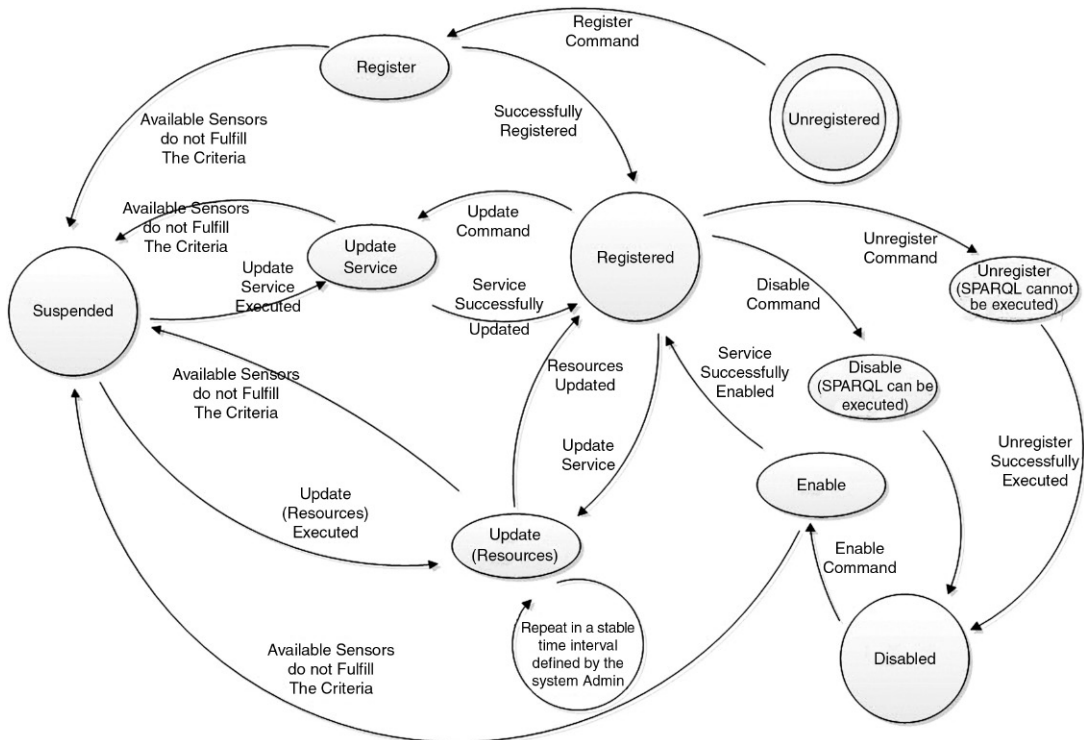 Register
Command
Register
Unregistered
Successfully
Registered
Available Sensors
do not Fulfill
The Criteria
Available Sensors
do not Fulfill
The Criteria
Update
Command
Update
Service
Registered
Unregister
Command
Unregister
(SPARQL cannot
be executed)
Suspended
Update
Service
Executed
Service
Successfully
Updated
Disable
Command
Available Sensors
do not Fulfill
The Criteria
Resources
Updated
Service
Successfully
Enabled
Disable
(SPARQL can be
executed)
Update
Service
Unregister
Successfully
Executed
Enable
Update
(Resources)
Executed
Update
(Resources)
Enable
Command
Repeat in a stable
time interval
defined by the
system Admin
Available Sensors
do not Fulfill
The Criteria
Disabled